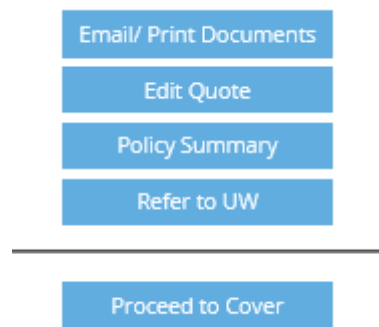 Email/ Print Documents
Edit Quote
Policy Summary
Refer to UW
Proceed to Cover